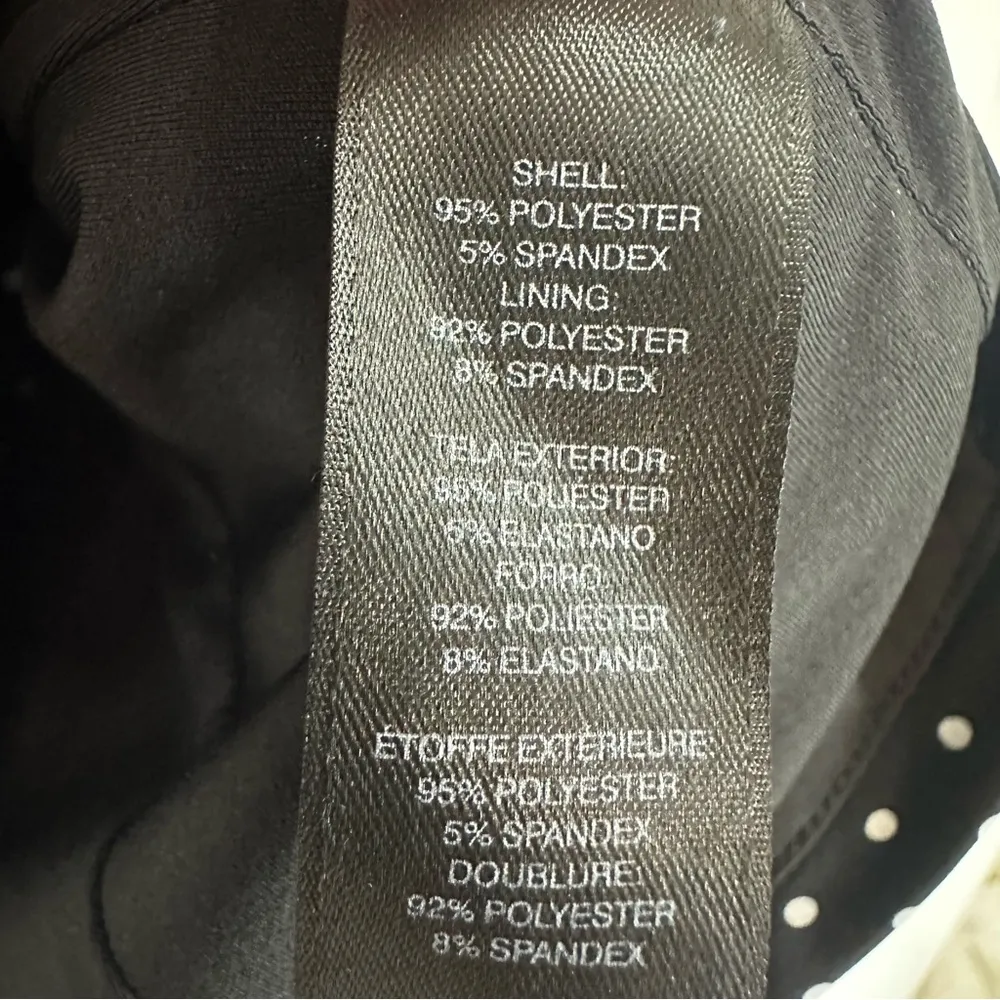 SHELL:
95% POLYESTER
5% SPANDEX
LINING:
92% POLYESTER
8% SPANDEX
TELA EXTERIOR:
95% POLIESTER
5% ELASTANO
FORRO:
92% POLIESTER
8% ELASTANO
ÉTOFFE EXTÉRIEURE
95% POLYESTER
5% SPANDEX
DOUBLURE:
92% POLYESTER
8% SPANDEX